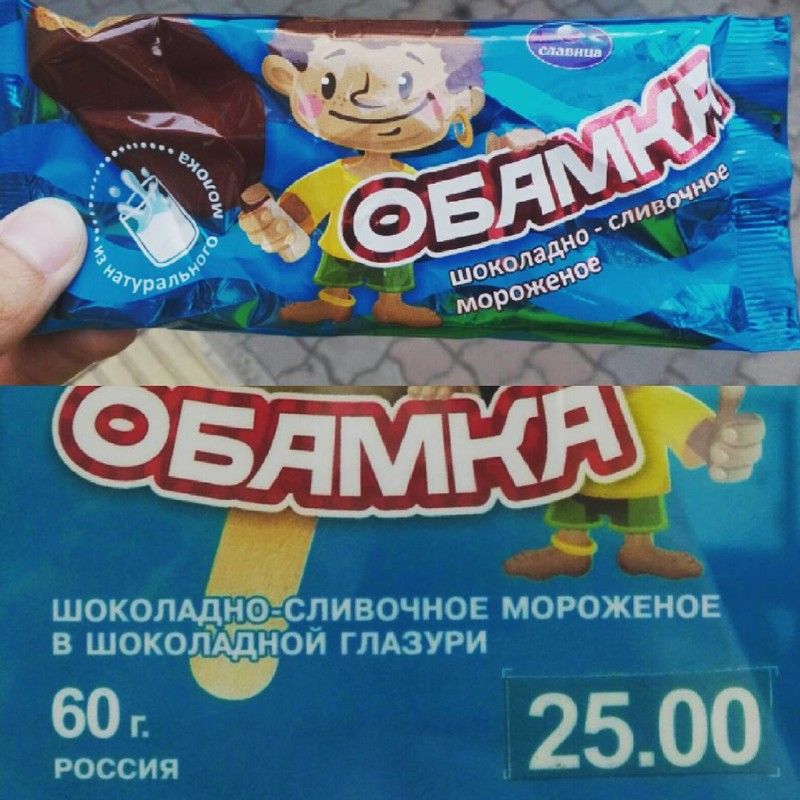 славица
ОБАМКА
шоколадно - сливочное
мороженое
из натурального молока
ОБАМКА
ШОКОЛАДНО-СЛИВОЧНОЕ МОРОЖЕНОЕ
В ШОКОЛАДНОЙ ГЛАЗУРИ
60 г.
25.00
РОССИЯ